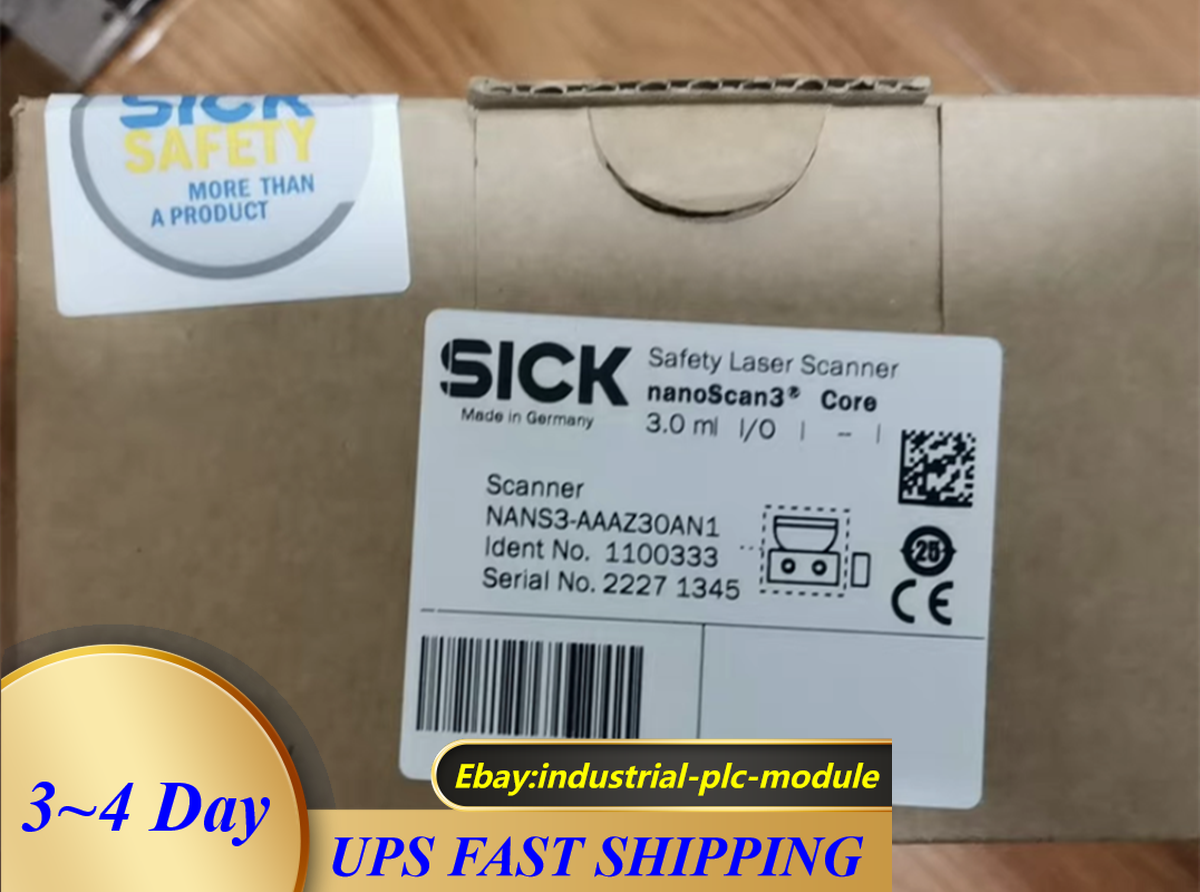 SICK
SAFETY
MORE THAN
A PRODUCT
SICK
Made in Germany
Safety Laser Scanner
nanoScan3® Core
3.0 m| I/O | – |
Scanner
NANS3-AAAZ30AN1
Ident No. 1100333
Serial No. 2227 1345
25
CE
Ebay:industrial-plc-module
3~4 Day
UPS FAST SHIPPING